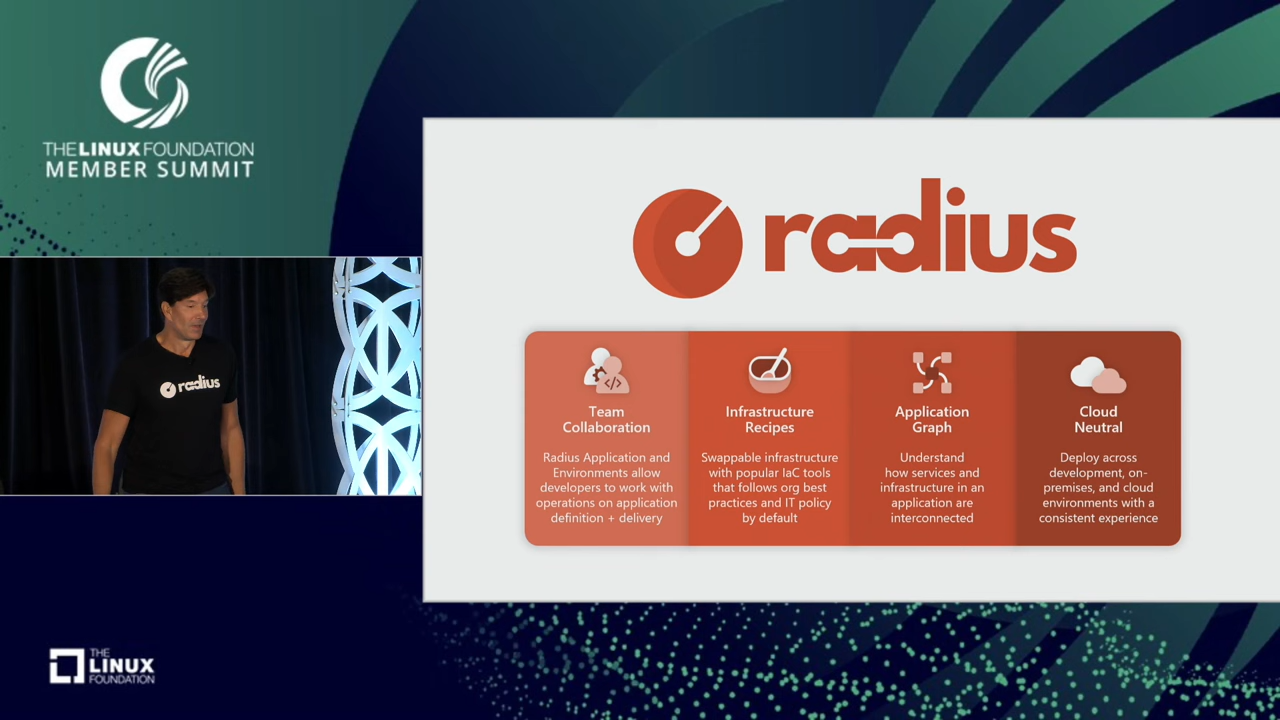 THE LINUX FOUNDATION
MEMBER SUMMIT
radius
radius
Team
Collaboration
Radius Application and
Environments allow
developers to work with
operations on application
definition + delivery
Infrastructure
Recipes
Swappable infrastructure
with popular IaC tools
that follows org best
practices and IT policy
by default
Application
Graph
Understand
how services and
infrastructure in an
application are
interconnected
Cloud
Neutral
Deploy across
development, on-
premises, and cloud
environments with a
consistent experience
THE
LINUX
FOUNDATION